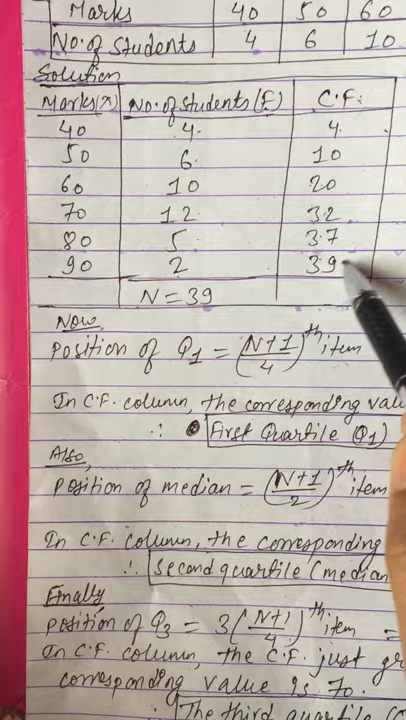 Marks 40 50 60
No. of Students 4 6 10
Solution
Marks(x) No. of students (f) C.F.
40 4 4
50 6 10
60 10 20
70 12 32
80 5 37
90 2 39
N = 39
Now,
Position of Q₁ = (N+1/4)th item
In C.F. column, the corresponding val
∴ First Quartile (Q₁)
Also,
position of median = (N+1/2)th item
In C.F. column, the corresponding
∴ Second quartile (median
Finally
position of Q₃ = 3(N+1/4)th item =
In C.F. column, the C.F. just gr
corresponding value is 70.
∴ The third quartile (